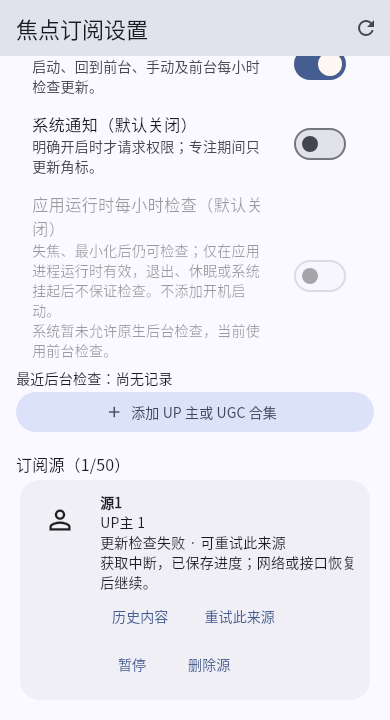 焦点订阅设置
启动、回到前台、手动及前台每小时
检查更新。
系统通知（默认关闭）
明确开启时才请求权限；专注期间只
更新角标。
应用运行时每小时检查（默认关
闭）
失焦、最小化后仍可检查；仅在应用
进程运行时有效，退出、休眠或系统
挂起后不保证检查。不添加开机启
动。
系统暂未允许原生后台检查，当前使
用前台检查。
最近后台检查：尚无记录
+ 添加 UP 主或 UGC 合集
订阅源（1/50）
源1
UP主 1
更新检查失败 · 可重试此来源
获取中断，已保存进度；网络或接口恢复
后继续。
历史内容 重试此来源
暂停 删除源